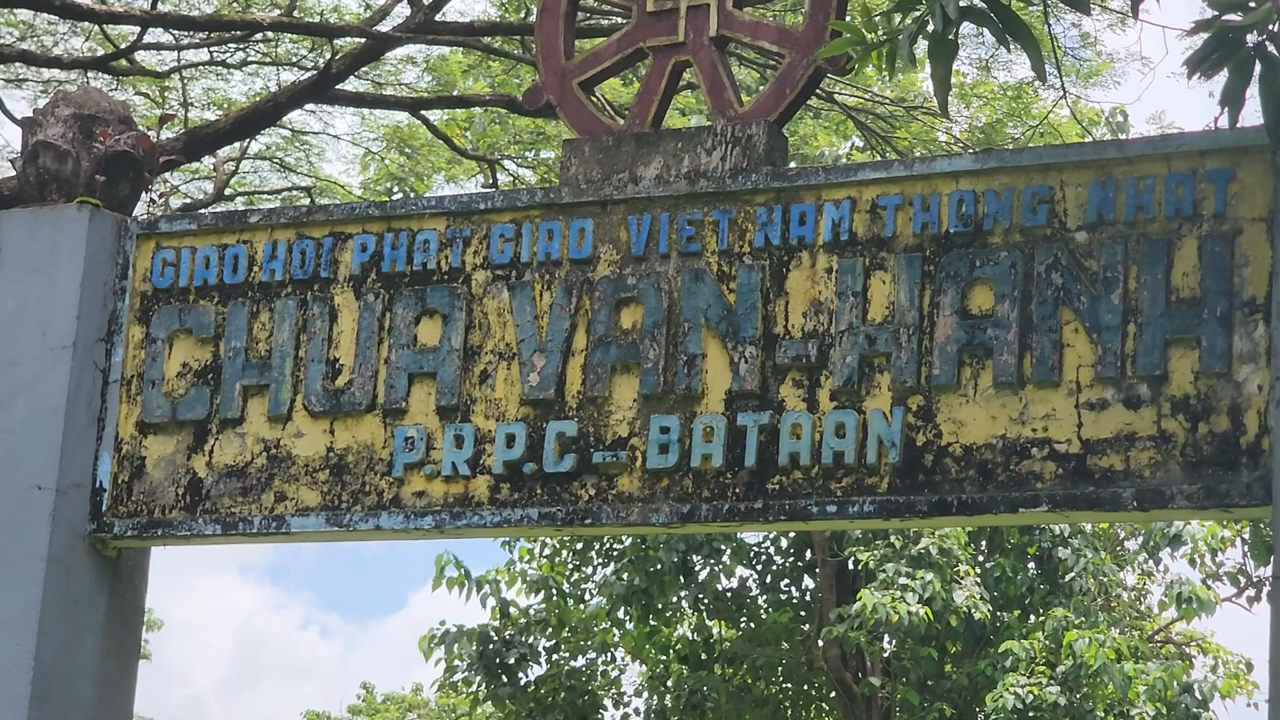 GIAO HOI PHAT GIAO VIET NAM THONG NHAT
CHUA VAN-HANH
P.R.P.C - BATAAN